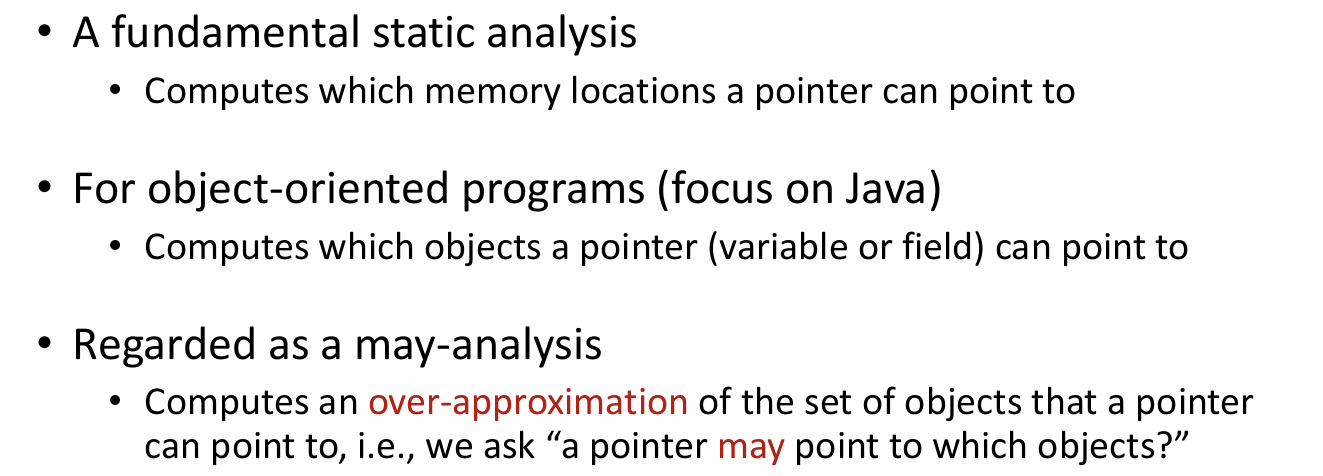 • A fundamental static analysis
• Computes which memory locations a pointer can point to
• For object-oriented programs (focus on Java)
• Computes which objects a pointer (variable or field) can point to
• Regarded as a may-analysis
• Computes an over-approximation of the set of objects that a pointer
can point to, i.e., we ask “a pointer may point to which objects?”